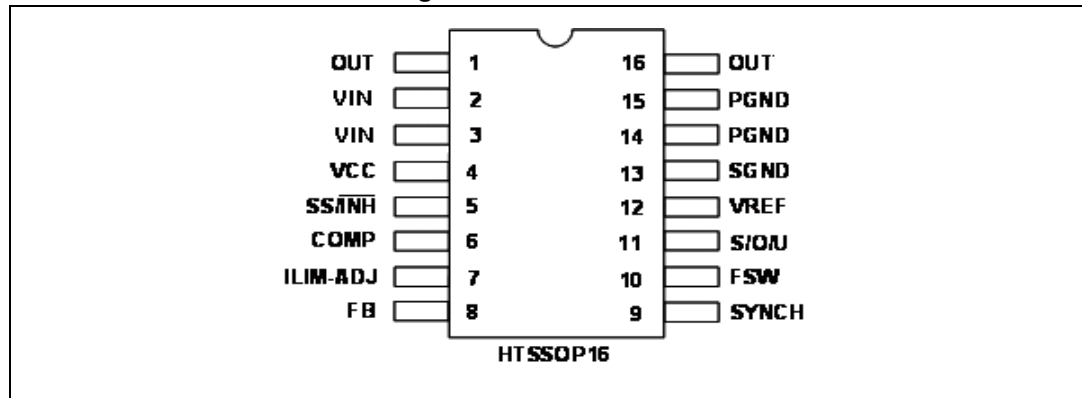 OUT 1 16 OUT
VIN 2 15 PGND
VIN 3 14 PGND
VCC 4 13 SGND
SS/INH 5 12 VREF
COMP 6 11 S/O/U
ILIM-ADJ 7 10 FSW
FB 8 9 SYNCH
HTSSOP16